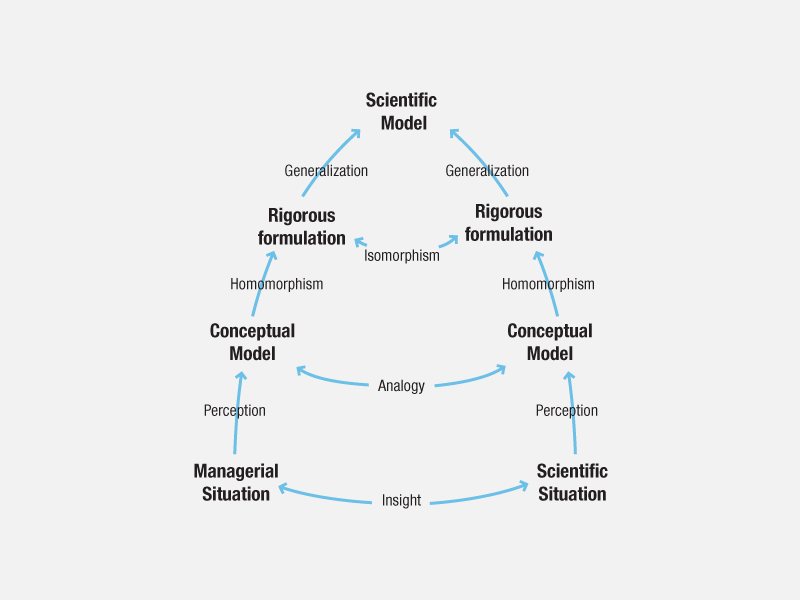 Scientific
Model
Generalization
Generalization
Rigorous
formulation
Rigorous
formulation
Isomorphism
Homomorphism
Homomorphism
Conceptual
Model
Conceptual
Model
Analogy
Perception
Perception
Managerial
Situation
Scientific
Situation
Insight